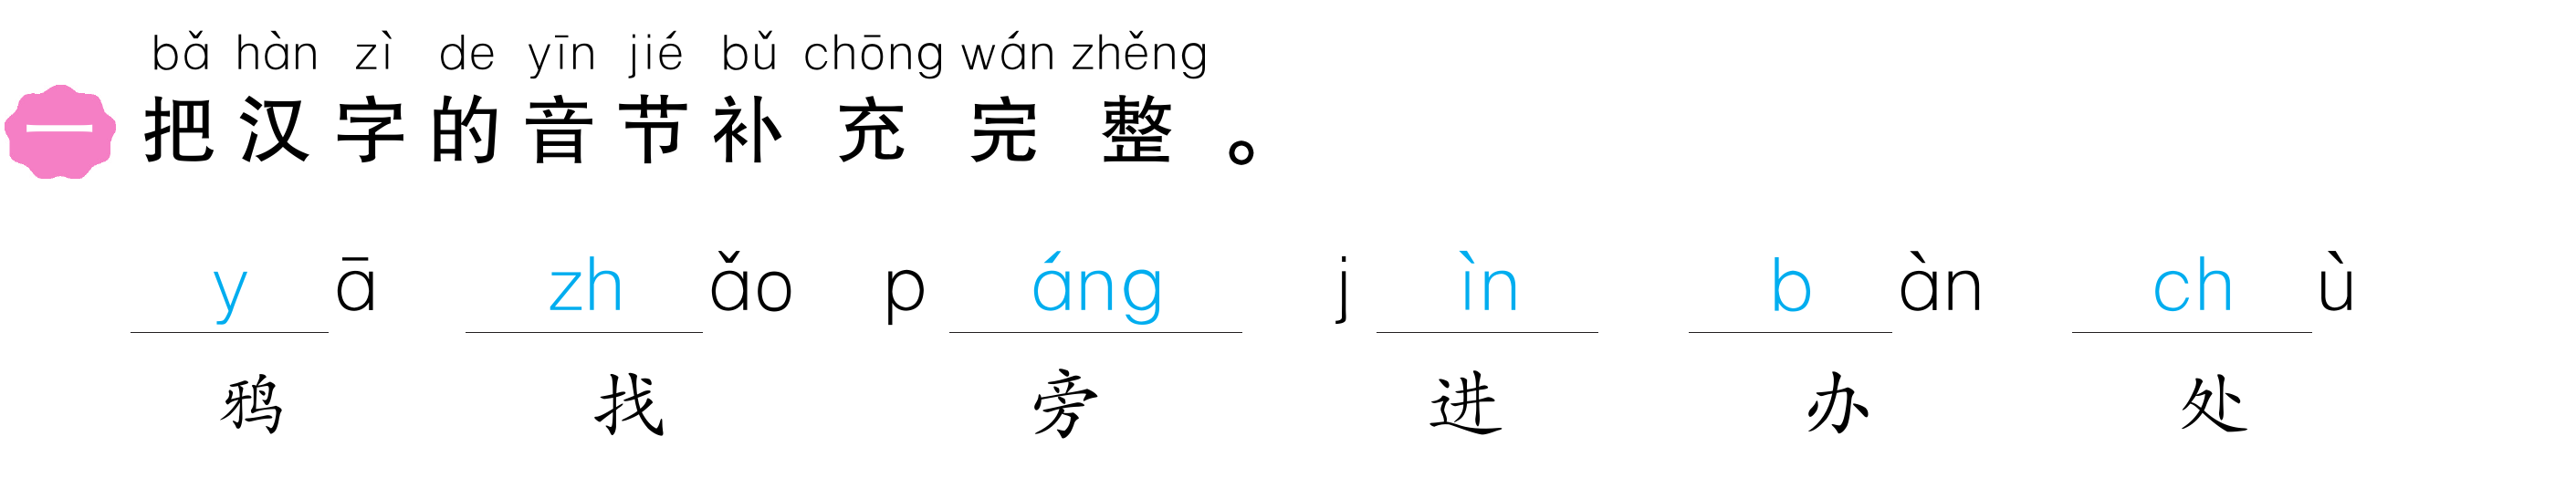 bǎ hàn zì de yīn jié bǔ chōng wán zhěng
一 把汉字的音节补充完整。
y ā zh ǎo p áng j ìn b àn ch ù
鸦 找 旁 进 办 处